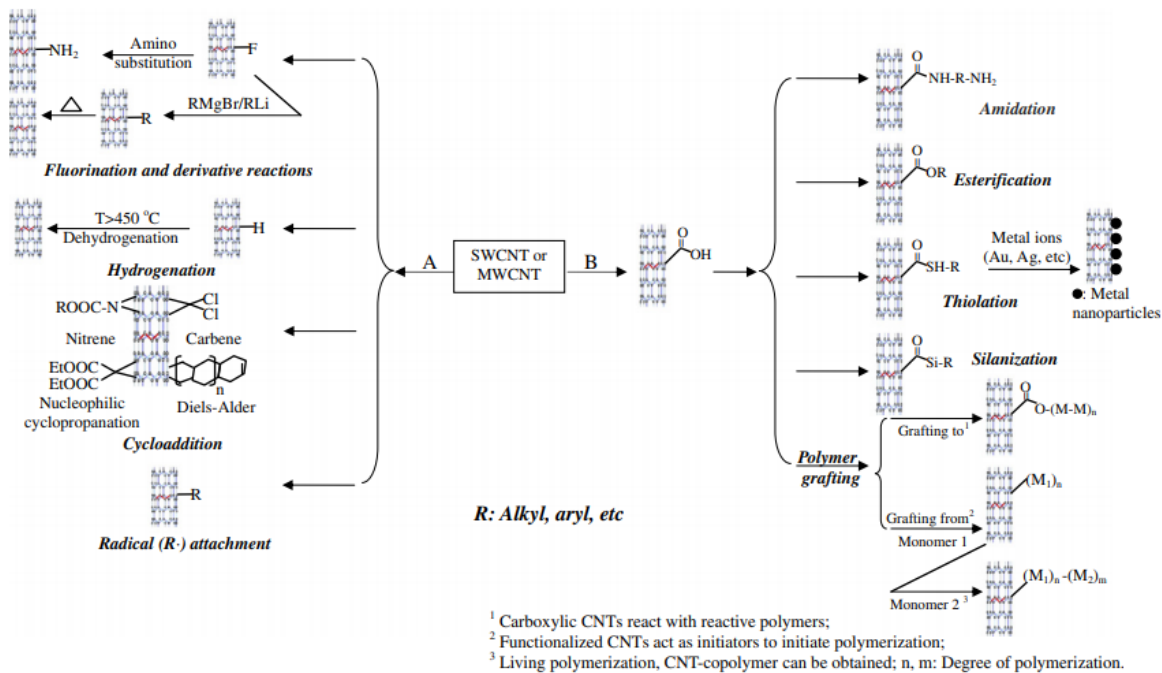 NH2
Amino
substitution
F
△
R
RMgBr/RLi
Fluorination and derivative reactions
T>450 °C
Dehydrogenation
H
Hydrogenation
ROOC-N
Cl
Cl
Nitrene
Carbene
EtOOC
EtOOC
n
Nucleophilic
cyclopropanation
Diels-Alder
Cycloaddition
R
Radical (R·) attachment
A
SWCNT or
MWCNT
B
O
OH
R: Alkyl, aryl, etc
O
NH-R-NH2
Amidation
O
OR
Esterification
O
SH-R
Thiolation
Metal ions
(Au, Ag, etc)
●: Metal
nanoparticles
O
Si-R
Silanization
Polymer
grafting
Grafting to1
O
O-(M-M)n
Grafting from2
Monomer 1
(M1)n
Monomer 2 3
(M1)n-(M2)m
1 Carboxylic CNTs react with reactive polymers;
2 Functionalized CNTs act as initiators to initiate polymerization;
3 Living polymerization, CNT-copolymer can be obtained; n, m: Degree of polymerization.